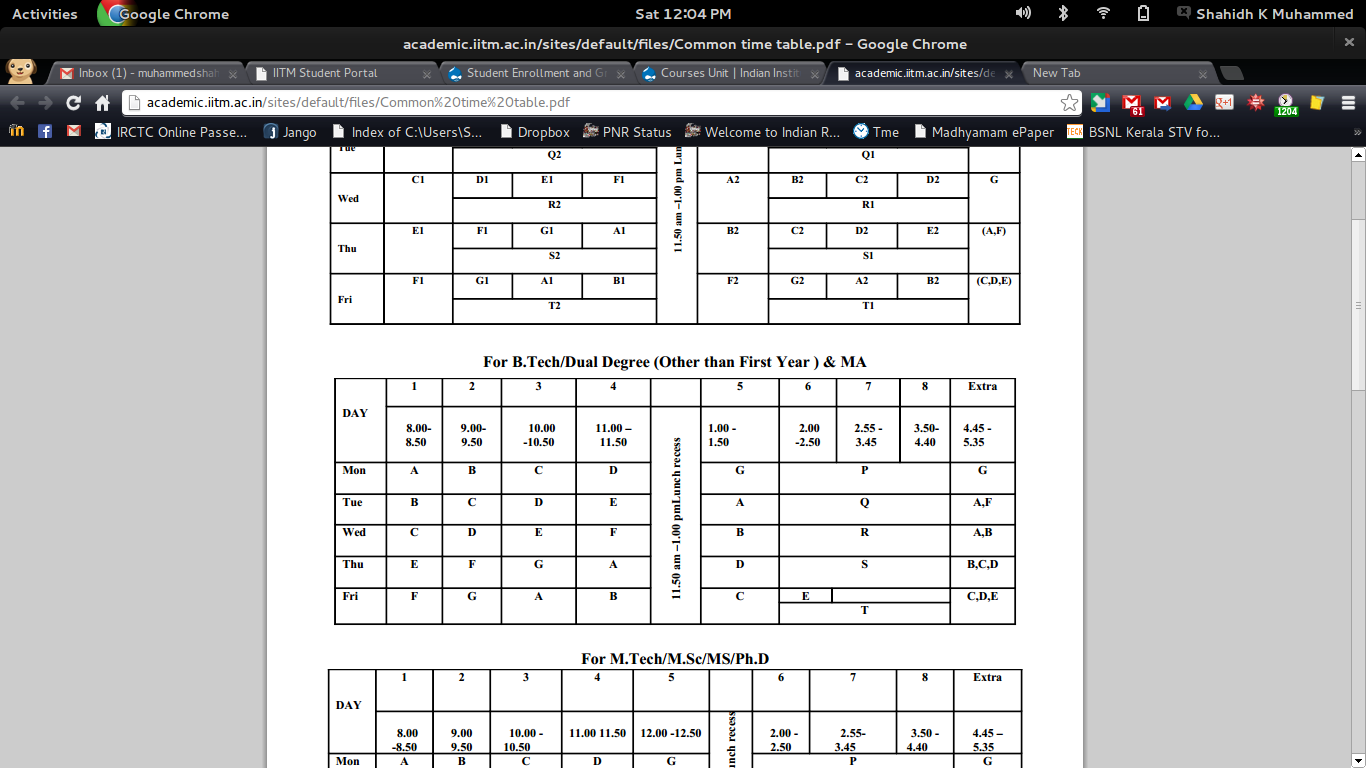 Activities Google Chrome Sat 12:04 PM Shahidh K Muhammed
academic.iitm.ac.in/sites/default/files/Common time table.pdf – Google Chrome
Inbox (1) - muhammedshah IITM Student Portal Student Enrollment and Gr Courses Unit | Indian Instit academic.iitm.ac.in/sites/de New Tab
academic.iitm.ac.in/sites/default/files/Common%20time%20table.pdf 61 1204
IRCTC Online Passe... Jango Index of C:\Users\S... Dropbox PNR Status Welcome to Indian R... Tme Madhyamam ePaper TECH BSNL Kerala STV fo... »
Tue Q2 Q1
Wed C1 D1 E1 F1 A2 B2 C2 D2 G
R2 R1
Thu E1 F1 G1 A1 B2 C2 D2 E2 (A,F)
S2 S1
Fri F1 G1 A1 B1 F2 G2 A2 B2 (C,D,E)
T2 T1
11.50 am –1.00 pm Lun
For B.Tech/Dual Degree (Other than First Year ) & MA
DAY 1 2 3 4 5 6 7 8 Extra
8.00- 9.00- 10.00 11.00 – 1.00 - 2.00 2.55 - 3.50- 4.45 -
8.50 9.50 -10.50 11.50 1.50 -2.50 3.45 4.40 5.35
11.50 am –1.00 pmLunch recess
Mon A B C D G P G
Tue B C D E A Q A,F
Wed C D E F B R A,B
Thu E F G A D S B,C,D
Fri F G A B C E C,D,E
T
For M.Tech/M.Sc/MS/Ph.D
DAY 1 2 3 4 5 6 7 8 Extra
8.00 9.00 10.00 - 11.00 11.50 12.00 -12.50 2.00 - 2.55- 3.50 - 4.45 –
-8.50 9.50 10.50 2.50 3.45 4.40 5.35
nch recess
Mon A B C D G P G